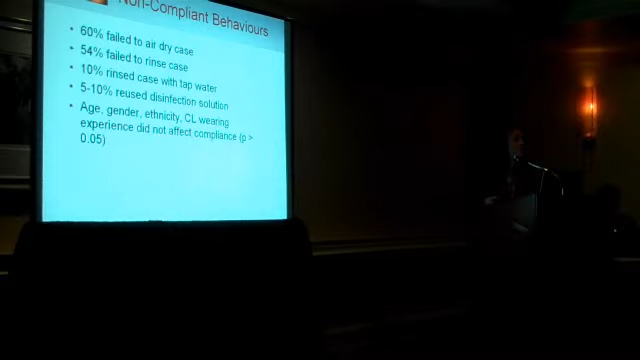 Non-Compliant Behaviours
• 60% failed to air dry case
• 54% failed to rinse case
• 10% rinsed case with tap water
• 5-10% reused disinfection solution
• Age, gender, ethnicity, CL wearing
experience did not affect compliance (p >
0.05)